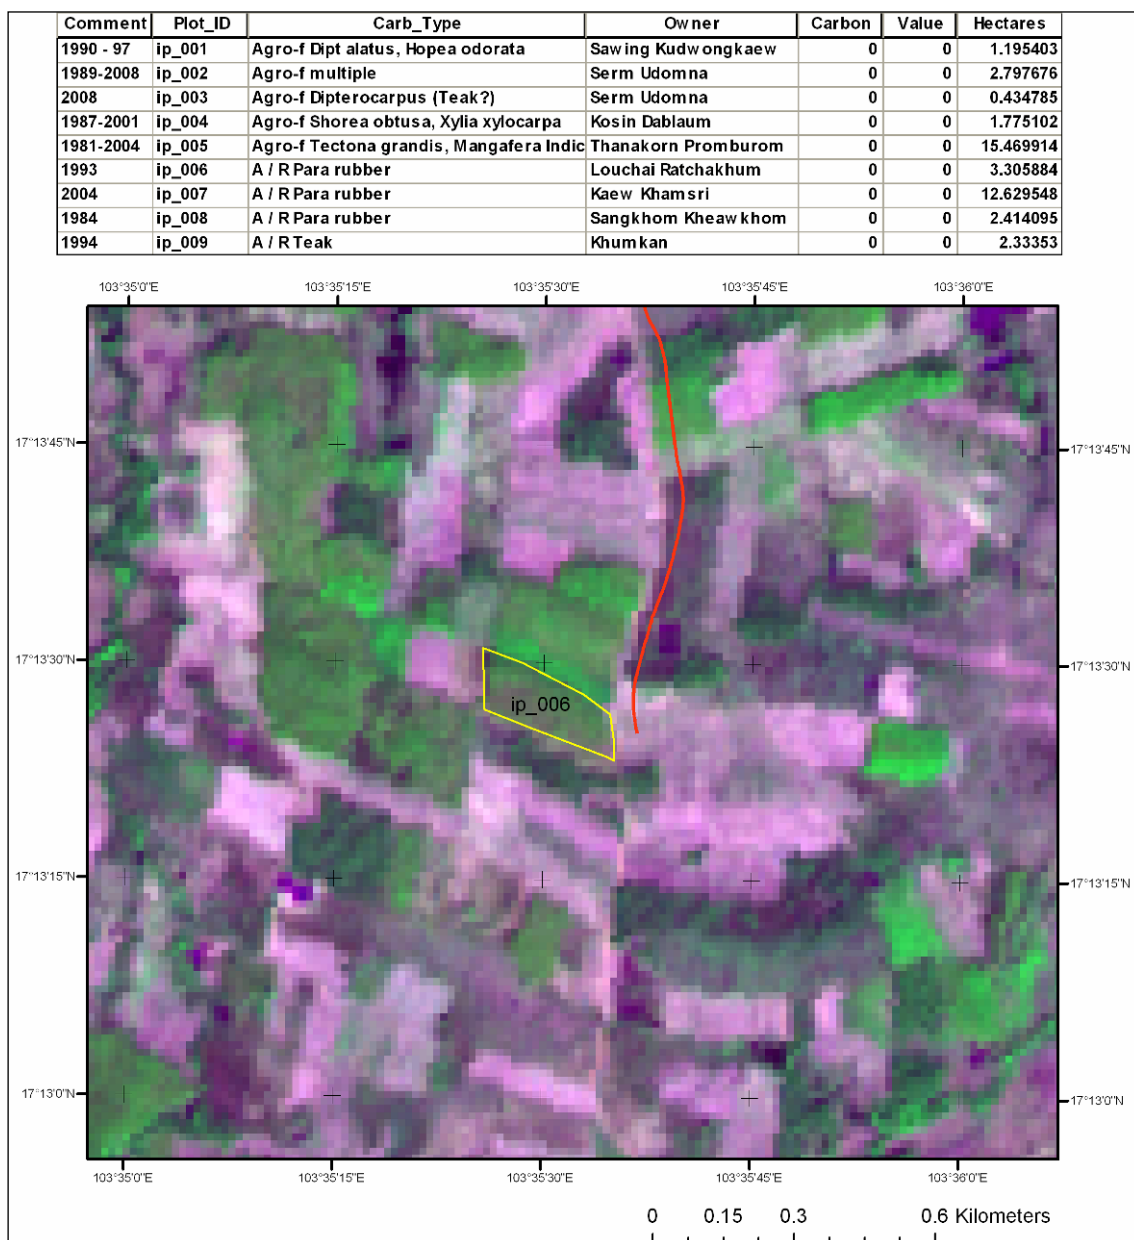 Comment Plot_ID Carb_Type Owner Carbon Value Hectares
1990 - 97 ip_001 Agro-f Dipt alatus, Hopea odorata Sawing Kudwongkaew 0 0 1.195403
1989-2008 ip_002 Agro-f multiple Serm Udomna 0 0 2.797676
2008 ip_003 Agro-f Dipterocarpus (Teak?) Serm Udomna 0 0 0.434785
1987-2001 ip_004 Agro-f Shorea obtusa, Xylia xylocarpa Kosin Dablaum 0 0 1.775102
1981-2004 ip_005 Agro-f Tectona grandis, Mangafera Indic Thanakorn Promburom 0 0 15.469914
1993 ip_006 A / R Para rubber Louchai Ratchakhum 0 0 3.305884
2004 ip_007 A / R Para rubber Kaew Khamsri 0 0 12.629548
1984 ip_008 A / R Para rubber Sangkhom Kheawkhom 0 0 2.414095
1994 ip_009 A / R Teak Khumkan 0 0 2.33353
103°35'0"E 103°35'15"E 103°35'30"E 103°35'45"E 103°36'0"E
17°13'45"N 17°13'45"N
17°13'30"N 17°13'30"N
ip_006
17°13'15"N 17°13'15"N
17°13'0"N 17°13'0"N
103°35'0"E 103°35'15"E 103°35'30"E 103°35'45"E 103°36'0"E
0 0.15 0.3 0.6 Kilometers